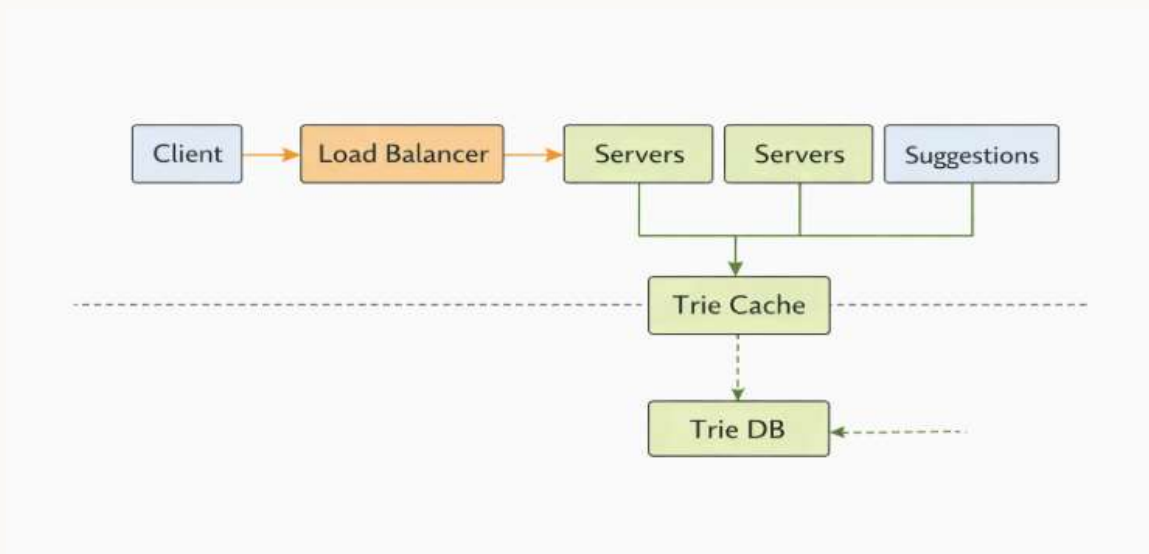 Client
Load Balancer
Servers
Servers
Suggestions
Trie Cache
Trie DB